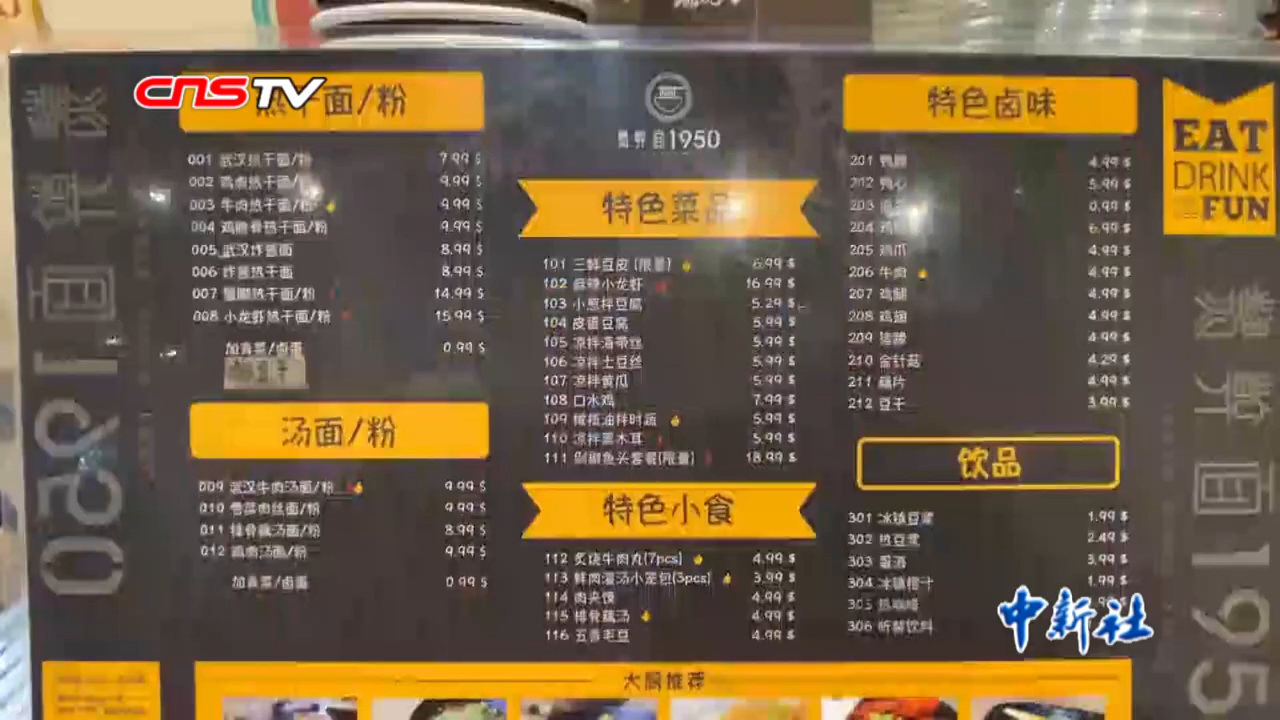 CNSTV
热干面/粉
001 武汉热干面/粉 7.99 $
002 鸡肉热干面/粉 9.99 $
003 牛肉热干面/粉 9.99 $
004 鸡脆骨热干面/粉 9.99 $
005 武汉炸酱面 8.99 $
006 炸酱热干面 8.99 $
007 热干面/粉 14.99 $
008 小龙虾热干面/粉 15.99 $
加青菜/卤蛋 0.99 $
汤面/粉
009 武汉牛肉汤面/粉 9.99 $
010 雪菜肉丝面/粉 9.99 $
011 排骨藕汤面/粉 8.99 $
012 鸡肉汤面/粉 9.99 $
加青菜/卤蛋 0.99 $
1950
特色菜品
101 三鲜豆皮(限量) 6.99 $
102 麻辣小龙虾 16.99 $
103 小葱拌豆腐 5.29 $
104 皮蛋豆腐 5.99 $
105 凉拌海带丝 5.99 $
106 凉拌土豆丝 5.99 $
107 凉拌黄瓜 5.99 $
108 口水鸡 7.99 $
109 橄榄油拌时蔬 5.99 $
110 凉拌黑木耳 5.99 $
111 剁椒鱼头套餐(限量) 18.99 $
特色小食
112 炙烧牛肉丸(7pcs) 4.99 $
113 鲜肉灌汤小笼包(3pcs) 3.99 $
114 肉夹馍 4.99 $
115 排骨藕汤 4.99 $
116 五香毛豆 4.99 $
大厨推荐
特色卤味
201 鸭脖 4.99 $
202 鸭心 5.99 $
203 0.99 $
204 6.99 $
205 鸡爪 4.99 $
206 牛肉 4.99 $
207 鸡腿 4.99 $
208 鸡翅 4.99 $
209 4.99 $
210 金针菇 4.29 $
211 藕片 4.99 $
212 豆干 3.99 $
饮品
301 冰镇豆浆 1.99 $
302 热豆浆 2.49 $
303 蛋酒 3.99 $
304 冰镇橙汁 1.99 $
305 热咖啡
306 听装饮料
EAT
DRINK
FUN
中新社